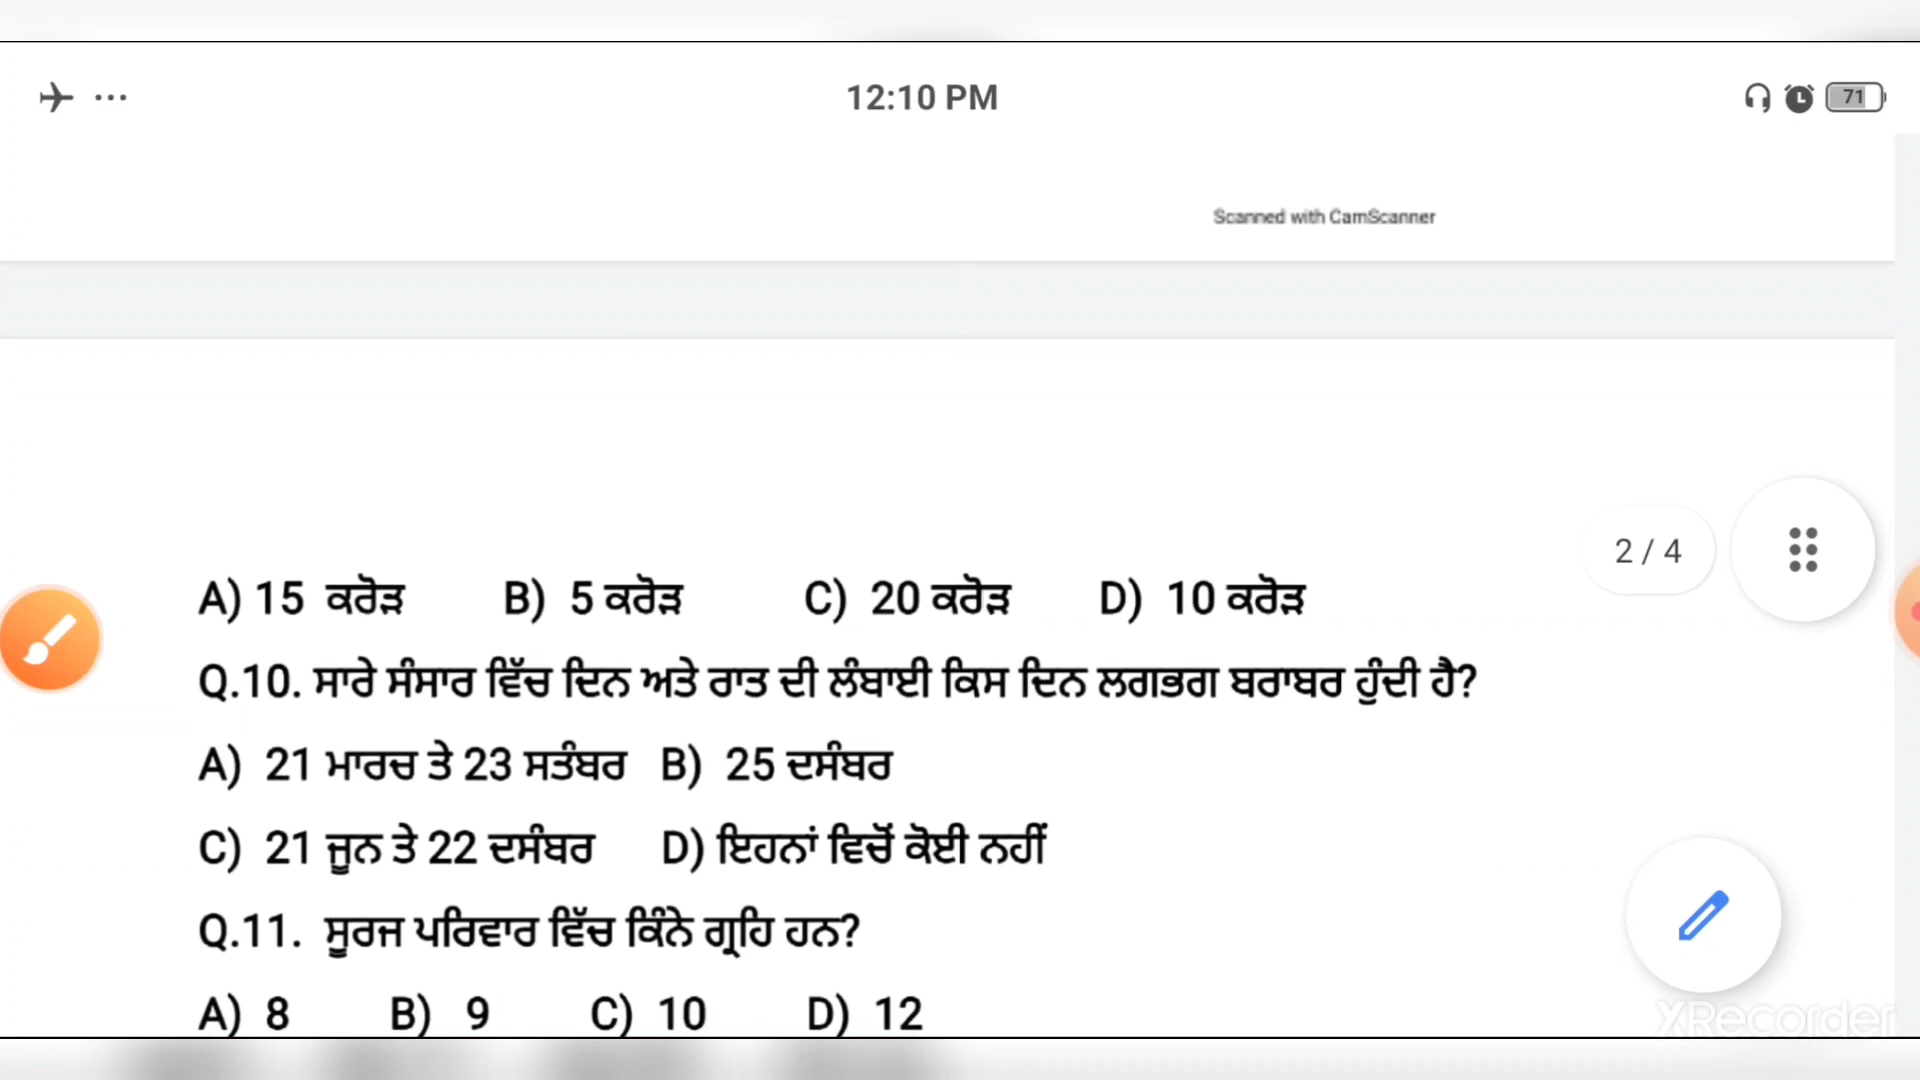 12:10 PM
71
Scanned with CamScanner
2 / 4
A) 15 ਕਰੋੜ B) 5 ਕਰੋੜ C) 20 ਕਰੋੜ D) 10 ਕਰੋੜ
Q.10. ਸਾਰੇ ਸੰਸਾਰ ਵਿੱਚ ਦਿਨ ਅਤੇ ਰਾਤ ਦੀ ਲੰਬਾਈ ਕਿਸ ਦਿਨ ਲਗਭਗ ਬਰਾਬਰ ਹੁੰਦੀ ਹੈ?
A) 21 ਮਾਰਚ ਤੇ 23 ਸਤੰਬਰ B) 25 ਦਸੰਬਰ
C) 21 ਜੂਨ ਤੇ 22 ਦਸੰਬਰ D) ਇਹਨਾਂ ਵਿਚੋਂ ਕੋਈ ਨਹੀਂ
Q.11. ਸੂਰਜ ਪਰਿਵਾਰ ਵਿੱਚ ਕਿੰਨੇ ਗ੍ਰਹਿ ਹਨ?
A) 8 B) 9 C) 10 D) 12
XRecorder